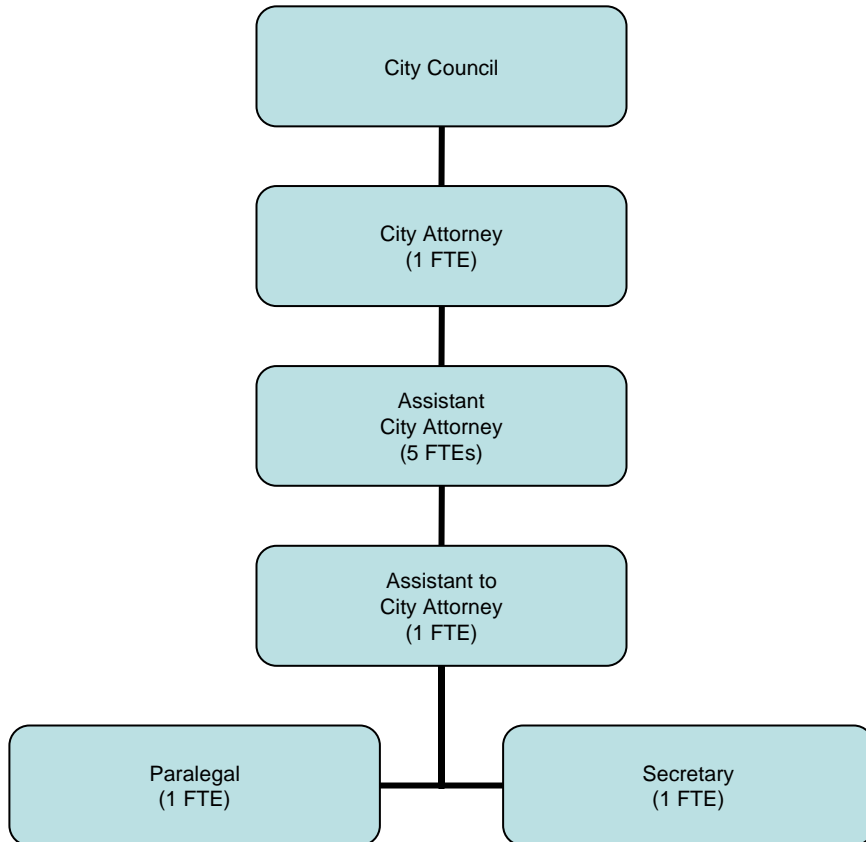 City Council
City Attorney
(1 FTE)
Assistant
City Attorney
(5 FTEs)
Assistant to
City Attorney
(1 FTE)
Paralegal
(1 FTE)
Secretary
(1 FTE)